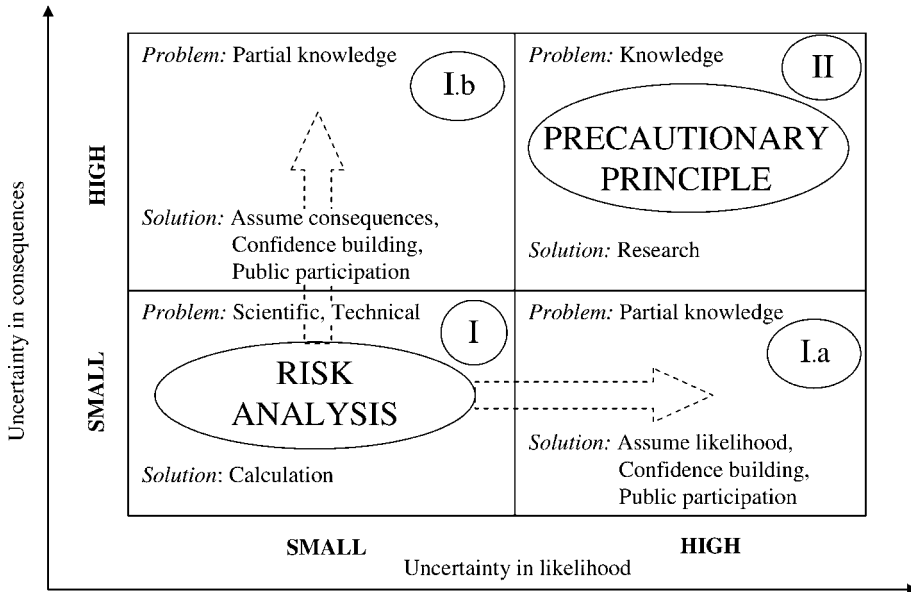 Problem: Partial knowledge
I.b
Solution: Assume consequences,
Confidence building,
Public participation
Problem: Knowledge
II
PRECAUTIONARY
PRINCIPLE
Solution: Research
Problem: Scientific, Technical
I
RISK
ANALYSIS
Solution: Calculation
Problem: Partial knowledge
I.a
Solution: Assume likelihood,
Confidence building,
Public participation
Uncertainty in consequences
HIGH
SMALL
SMALL
HIGH
Uncertainty in likelihood